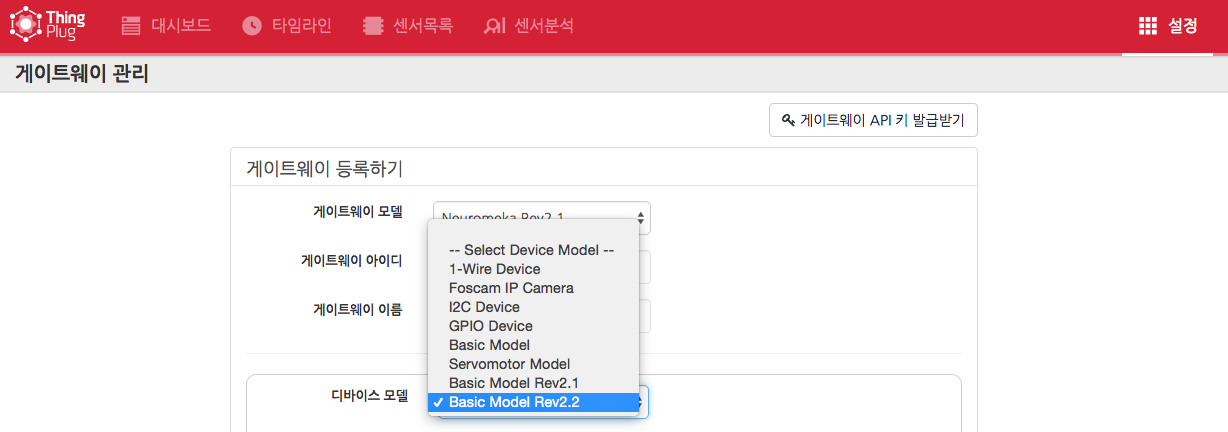 Thing
Plug
대시보드
타임라인
센서목록
센서분석
설정
게이트웨이 관리
게이트웨이 API 키 발급받기
게이트웨이 등록하기
게이트웨이 모델
Neuromeka Rev2.1
게이트웨이 아이디
게이트웨이 이름
-- Select Device Model --
1-Wire Device
Foscam IP Camera
I2C Device
GPIO Device
Basic Model
Servomotor Model
Basic Model Rev2.1
디바이스 모델
✓ Basic Model Rev2.2